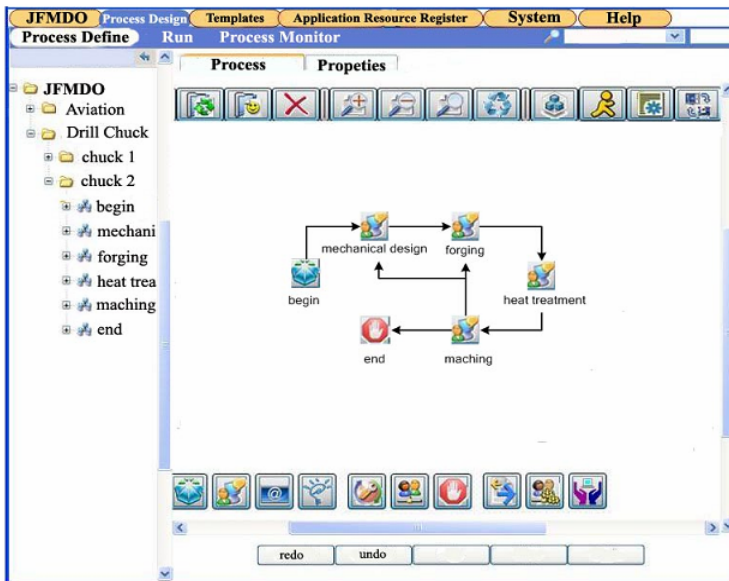 JFMDO Process Design Templates Application Resource Register System Help
Process Define Run Process Monitor
Process Propeties
JFMDO
Aviation
Drill Chuck
chuck 1
chuck 2
begin
mechani
forging
heat trea
maching
end
mechanical design forging
begin heat treatment
end maching
redo undo